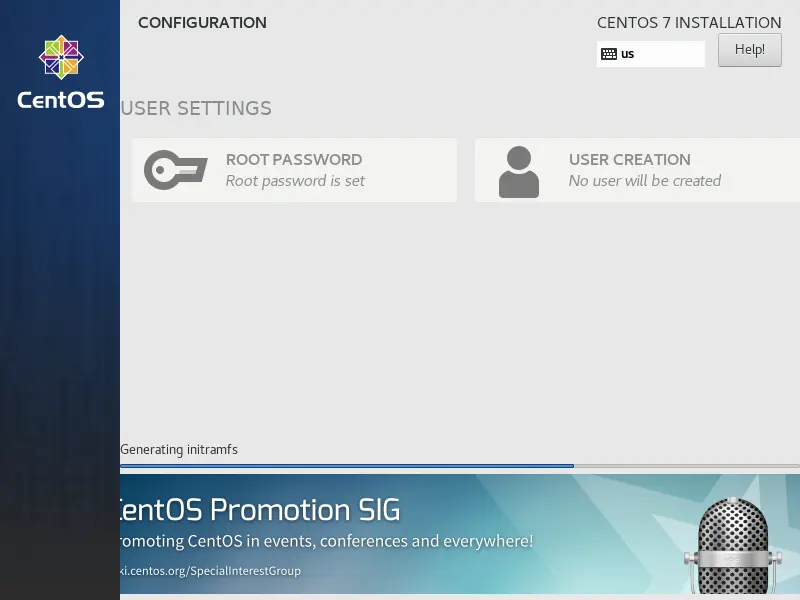 CONFIGURATION
CENTOS 7 INSTALLATION
us
Help!
CentOS
USER SETTINGS
ROOT PASSWORD
Root password is set
USER CREATION
No user will be created
Generating initramfs
CentOS Promotion SIG
romoting CentOS in events, conferences and everywhere!
ki.centos.org/SpecialInterestGroup